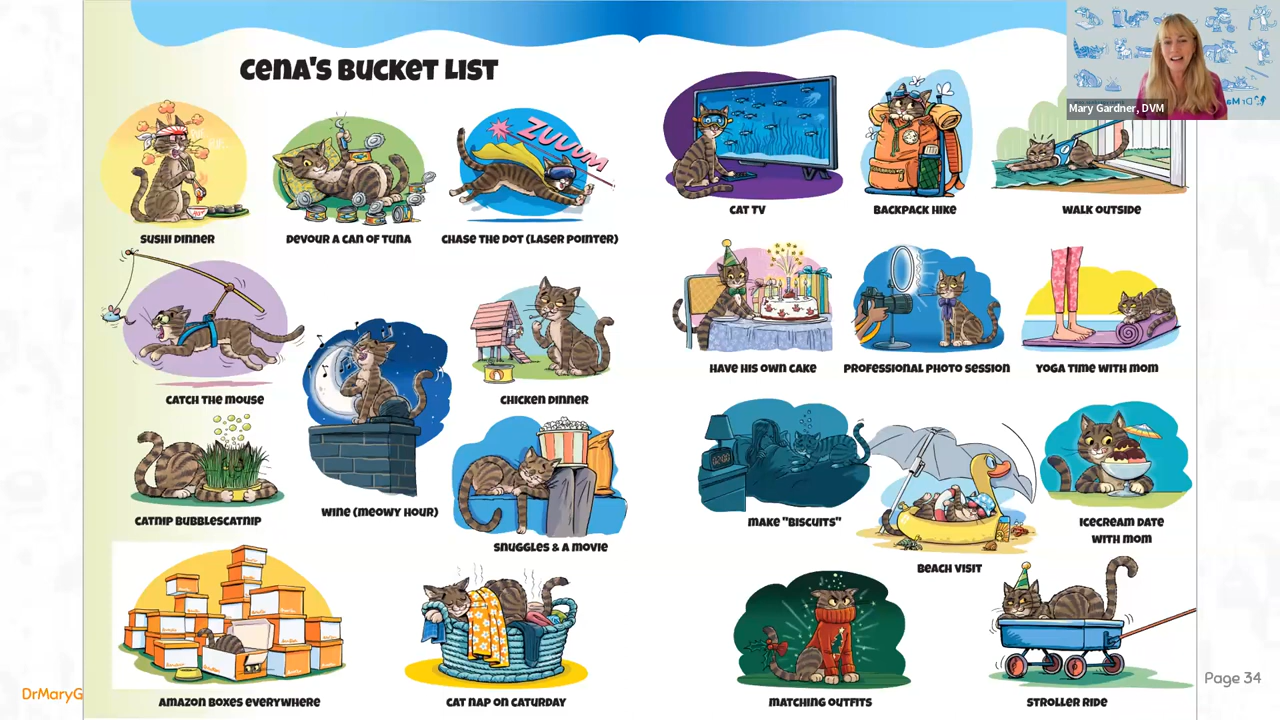 CENA'S BUCKET LIST
Mary Gardner, DVM
ZUUUM
SUSHI DINNER
DEVOUR A CAN OF TUNA
CHASE THE DOT (LASER POINTER)
CAT TV
BACKPACK HIKE
WALK OUTSIDE
CATCH THE MOUSE
WINE (MEOWY HOUR)
CHICKEN DINNER
HAVE HIS OWN CAKE
PROFESSIONAL PHOTO SESSION
YOGA TIME WITH MOM
CATNIP BUBBLESCATNIP
SNUGGLES & A MOVIE
MAKE "BISCUITS"
BEACH VISIT
ICECREAM DATE
WITH MOM
AMAZON BOXES EVERYWHERE
CAT NAP ON CATURDAY
MATCHING OUTFITS
STROLLER RIDE
DrMaryG
Page 34